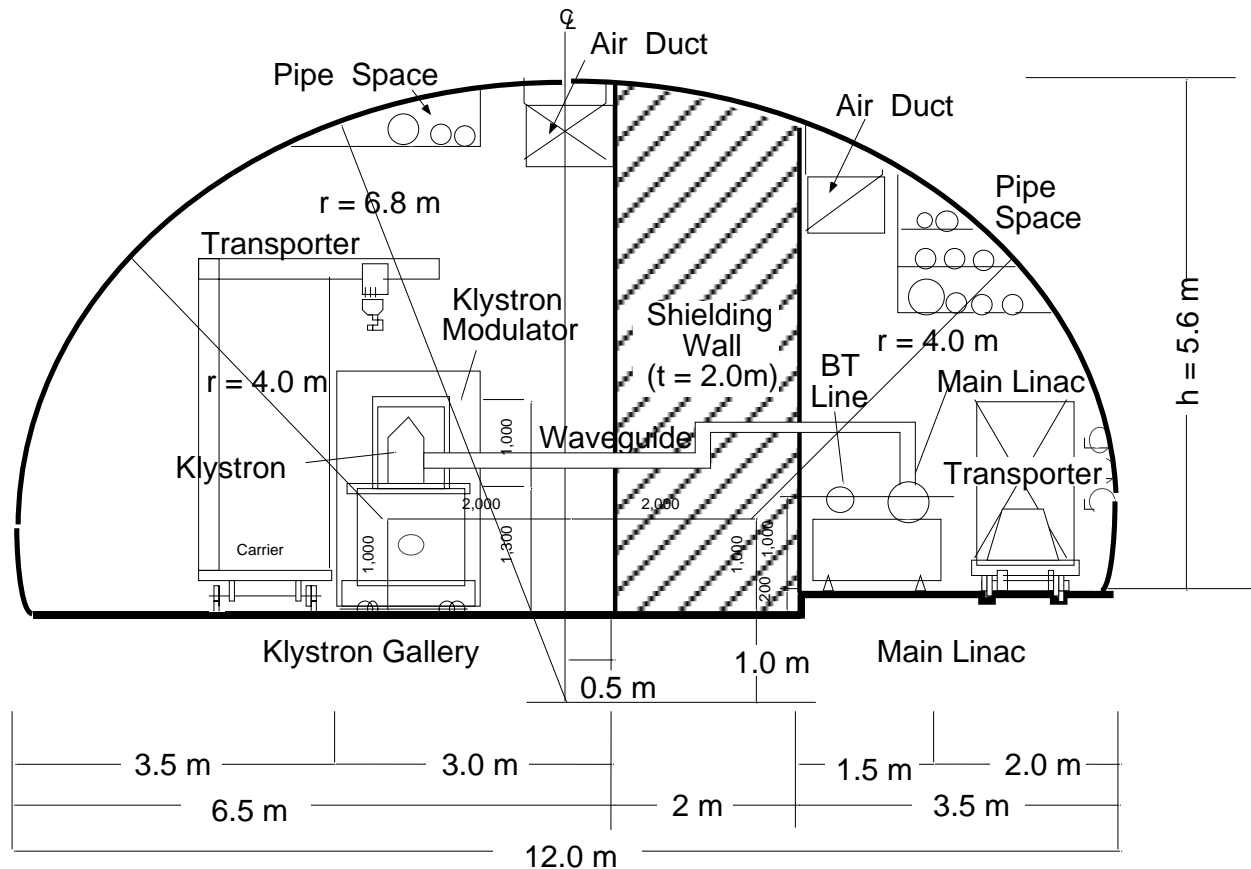 ℄
Air Duct
Pipe Space
Air Duct
Pipe
Space
r = 6.8 m
Transporter
Klystron
Modulator
Shielding
Wall
(t = 2.0m)
r = 4.0 m
r = 4.0 m
h = 5.6 m
BT
Line
Main Linac
1,000
Waveguide
Klystron
Transporter
2,000
2,000
Carrier
1,000
1,300
1,000
1,000
200
Klystron Gallery
1.0 m
Main Linac
0.5 m
3.5 m
3.0 m
1.5 m
2.0 m
6.5 m
2 m
3.5 m
12.0 m